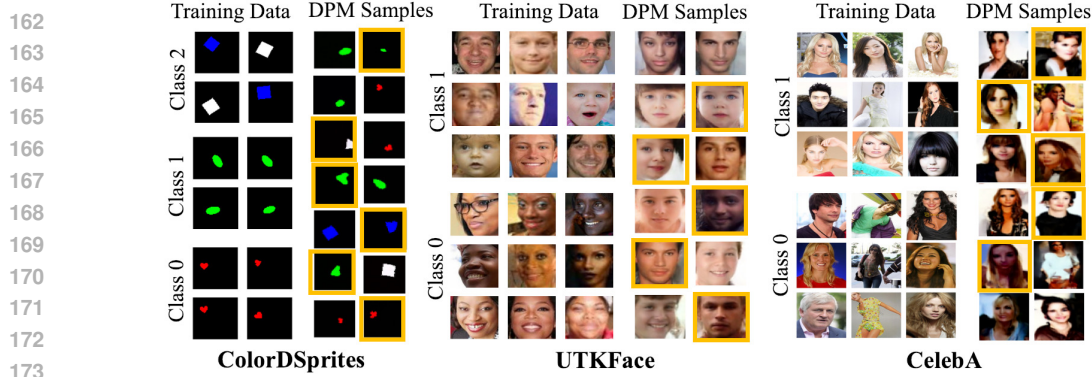 162
163
164
165
166
167
168
169
170
171
172
173
Training Data DPM Samples
Class 2
Class 1
Class 0
ColorDSprites
Training Data DPM Samples
Class 1
Class 0
UTKFace
Training Data DPM Samples
Class 1
Class 0
CelebA